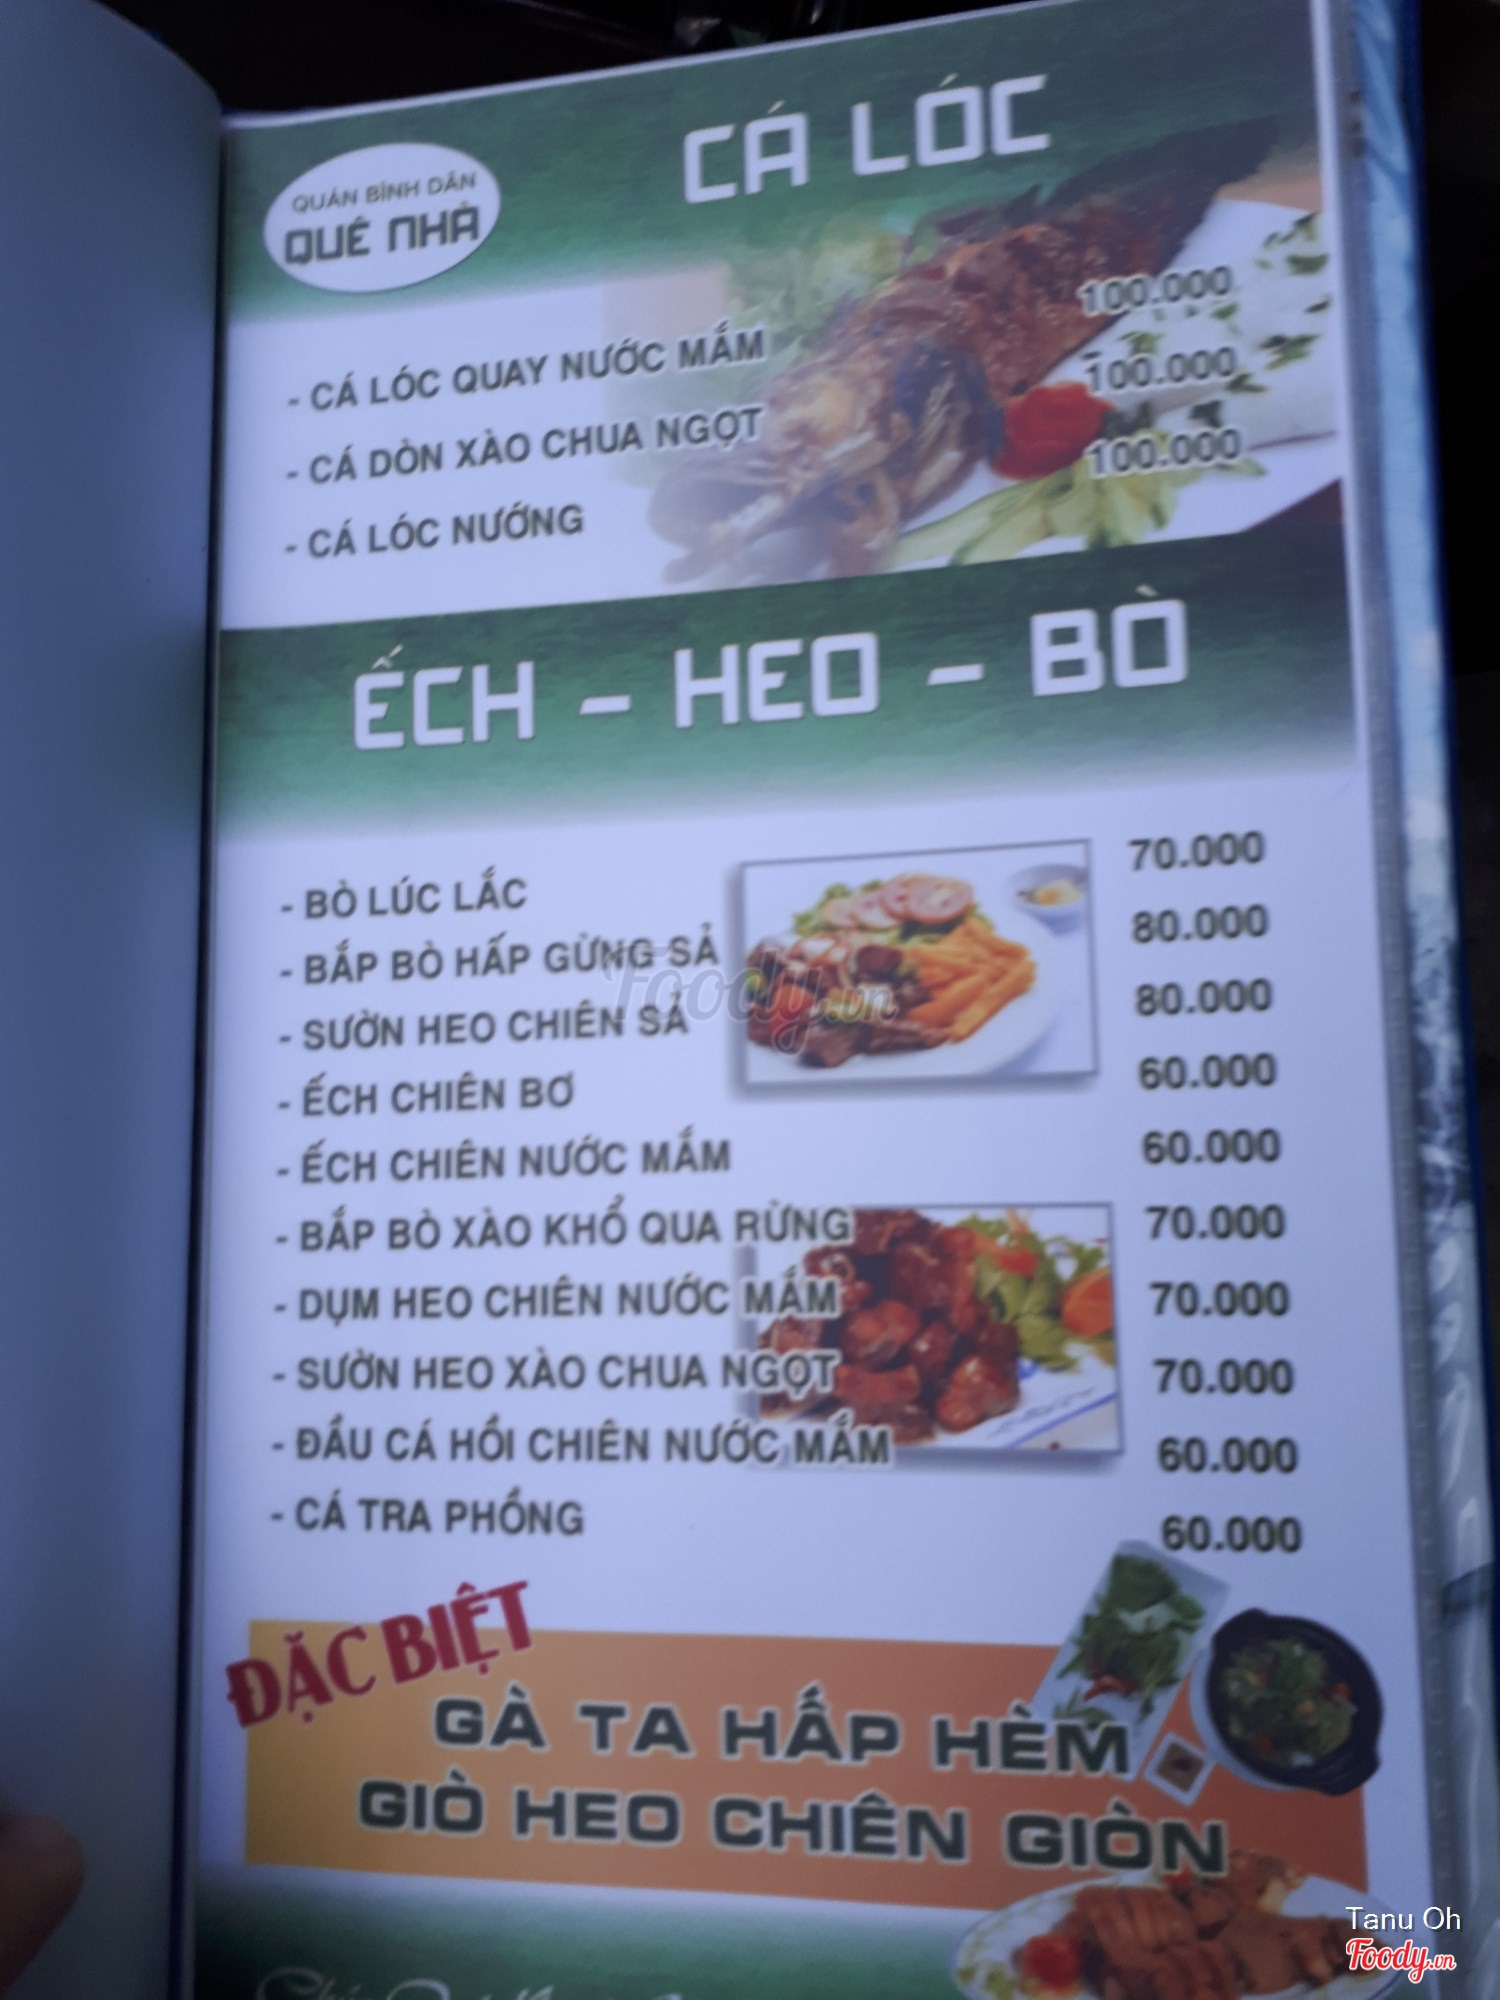 CÁ LÓC
QUÁN BÌNH DÂN
QUÊ NHÀ
- CÁ LÓC QUAY NƯỚC MẮM 100.000
- CÁ DÒN XÀO CHUA NGỌT 100.000
- CÁ LÓC NƯỚNG 100.000
ẾCH - HEO - BÒ
- BÒ LÚC LẮC 70.000
- BẮP BÒ HẤP GỪNG SẢ 80.000
- SƯỜN HEO CHIÊN SẢ 80.000
- ẾCH CHIÊN BƠ 60.000
- ẾCH CHIÊN NƯỚC MẮM 60.000
- BẮP BÒ XÀO KHỔ QUA RỪNG 70.000
- DỤM HEO CHIÊN NƯỚC MẮM 70.000
- SƯỜN HEO XÀO CHUA NGỌT 70.000
- ĐẦU CÁ HỒI CHIÊN NƯỚC MẮM 60.000
- CÁ TRA PHỒNG 60.000
Foody.vn
ĐẶC BIỆT
GÀ TA HẤP HÈM
GIÒ HEO CHIÊN GIÒN
Tanu Oh
Foody.vn